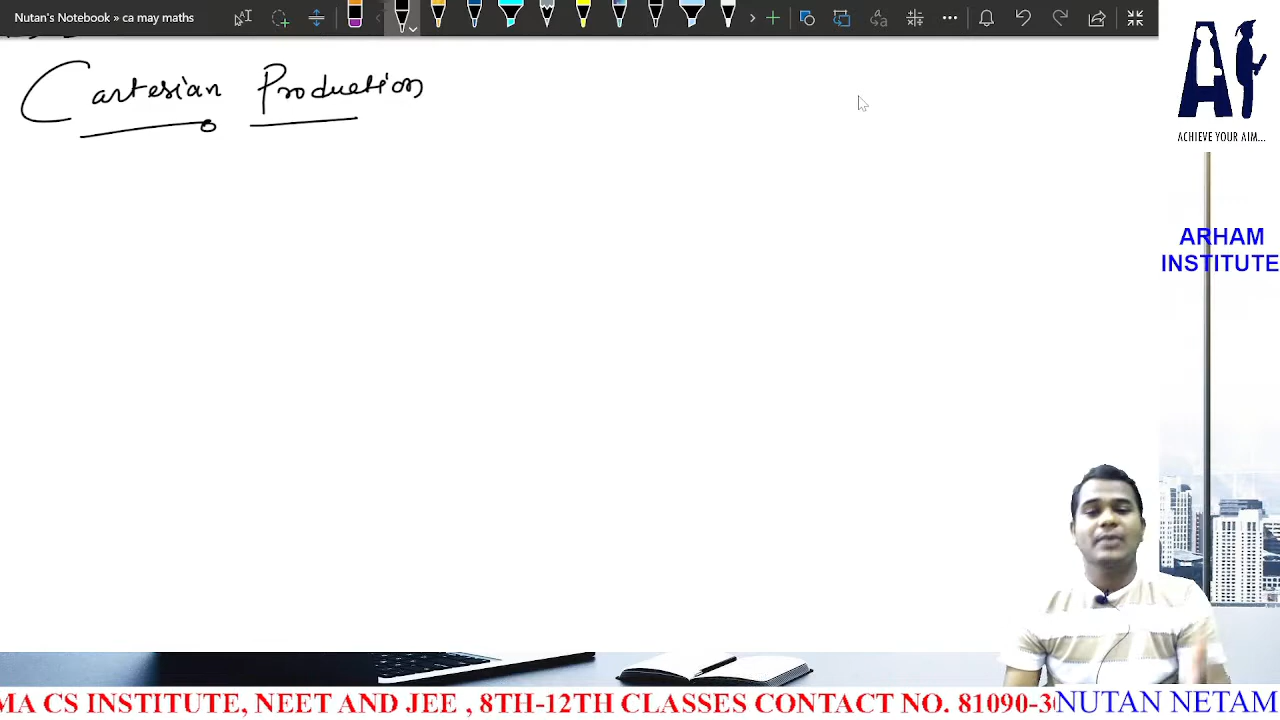 Nutan's Notebook » ca may maths
Cartesian Production
ACHIEVE YOUR AIM...
ARHAM
INSTITUTE
MA CS INSTITUTE, NEET AND JEE , 8TH-12TH CLASSES CONTACT NO. 81090-3
NUTAN NETAM